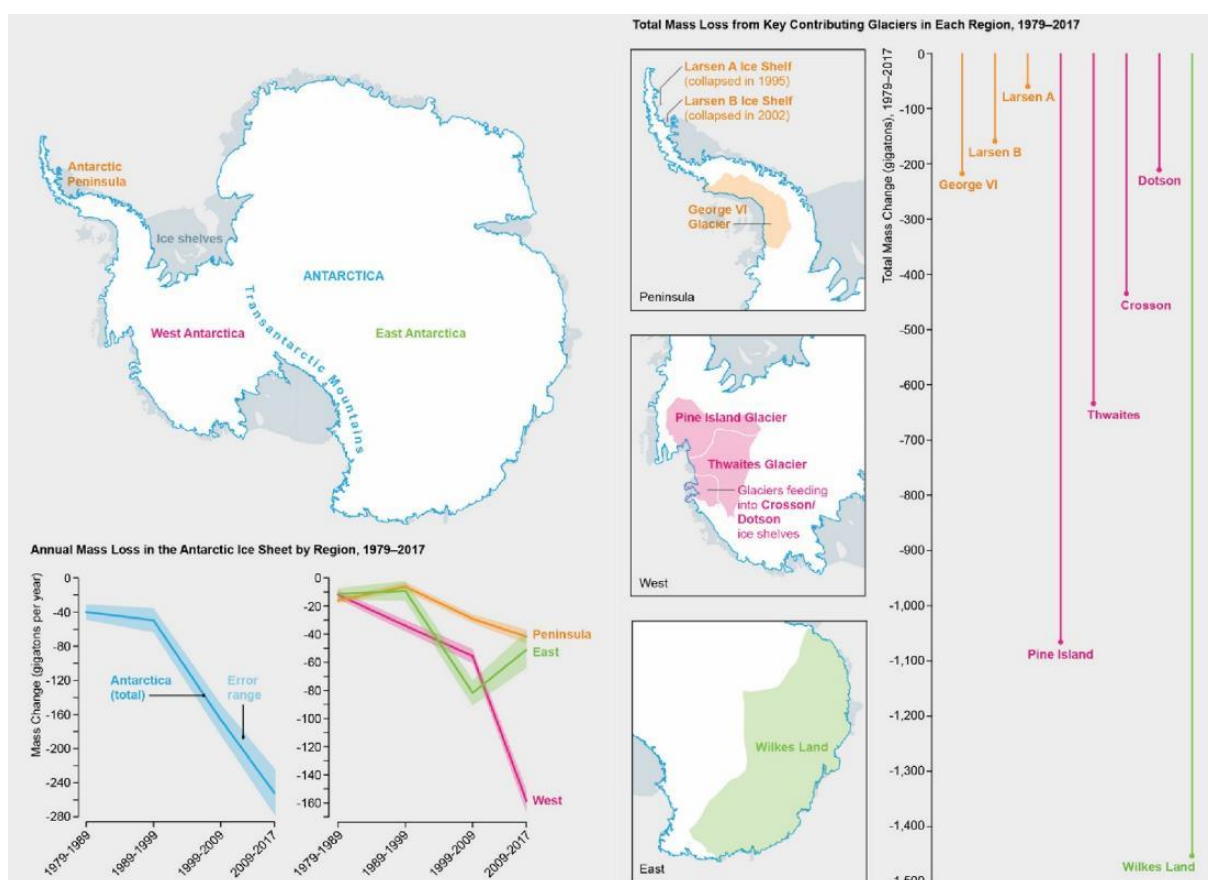 Total Mass Loss from Key Contributing Glaciers in Each Region, 1979–2017
Antarctic
Peninsula
Ice shelves
ANTARCTICA
West Antarctica
East Antarctica
Transantarctic Mountains
Larsen A Ice Shelf
(collapsed in 1995)
Larsen B Ice Shelf
(collapsed in 2002)
George VI
Glacier
Peninsula
Pine Island Glacier
Thwaites Glacier
Glaciers feeding
into Crosson/
Dotson
ice shelves
West
Wilkes Land
East
Total Mass Change (gigatons), 1979–2017
0
-100
-200
-300
-400
-500
-600
-700
-800
-900
-1,000
-1,100
-1,200
-1,300
-1,400
-1,500
George VI
Larsen B
Larsen A
Pine Island
Thwaites
Crosson
Dotson
Wilkes Land
Annual Mass Loss in the Antarctic Ice Sheet by Region, 1979–2017
Mass Change (gigatons per year)
0
-40
-80
-120
-160
-200
-240
-280
Antarctica
(total)
Error
range
1979-1989
1989-1999
1999-2009
2009-2017
0
-20
-40
-60
-80
-100
-120
-140
-160
Peninsula
East
West
1979-1989
1989-1999
1999-2009
2009-2017